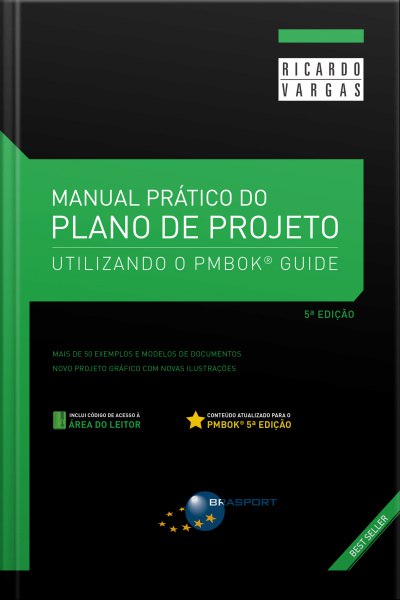 RICARDO
VARGAS
MANUAL PRÁTICO DO
PLANO DE PROJETO
UTILIZANDO O PMBOK® GUIDE
5ª EDIÇÃO
MAIS DE 50 EXEMPLOS E MODELOS DE DOCUMENTOS
NOVO PROJETO GRÁFICO COM NOVAS ILUSTRAÇÕES
INCLUI CÓDIGO DE ACESSO À
ÁREA DO LEITOR
CONTEÚDO ATUALIZADO PARA O
PMBOK® 5ª EDIÇÃO
BRASPORT
BEST SELLER